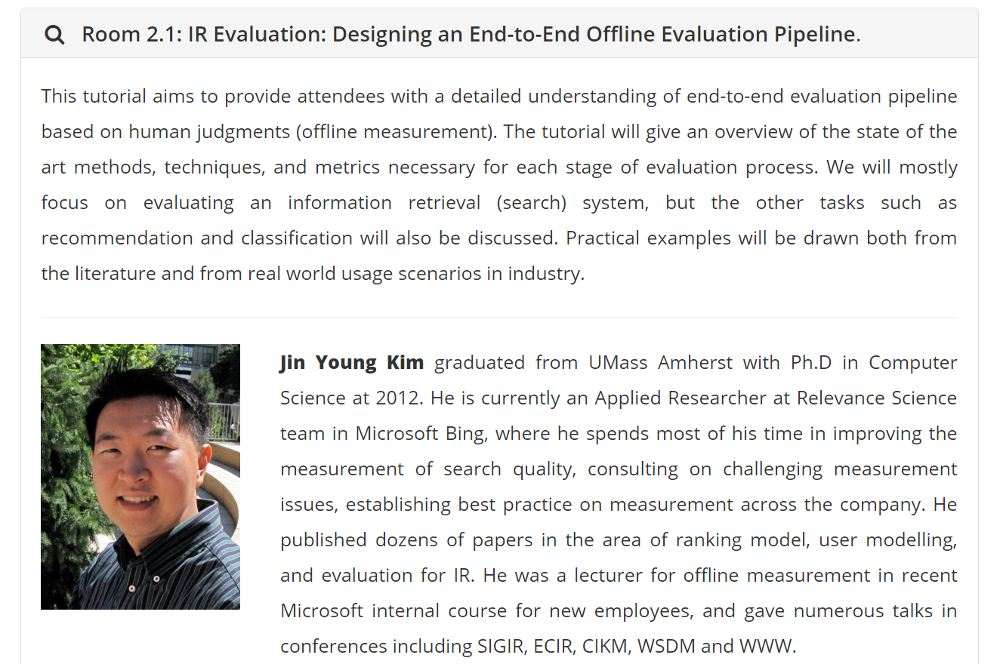 Room 2.1: IR Evaluation: Designing an End-to-End Offline Evaluation Pipeline.
This tutorial aims to provide attendees with a detailed understanding of end-to-end evaluation pipeline
based on human judgments (offline measurement). The tutorial will give an overview of the state of the
art methods, techniques, and metrics necessary for each stage of evaluation process. We will mostly
focus on evaluating an information retrieval (search) system, but the other tasks such as
recommendation and classification will also be discussed. Practical examples will be drawn both from
the literature and from real world usage scenarios in industry.
Jin Young Kim graduated from UMass Amherst with Ph.D in Computer
Science at 2012. He is currently an Applied Researcher at Relevance Science
team in Microsoft Bing, where he spends most of his time in improving the
measurement of search quality, consulting on challenging measurement
issues, establishing best practice on measurement across the company. He
published dozens of papers in the area of ranking model, user modelling,
and evaluation for IR. He was a lecturer for offline measurement in recent
Microsoft internal course for new employees, and gave numerous talks in
conferences including SIGIR, ECIR, CIKM, WSDM and WWW.